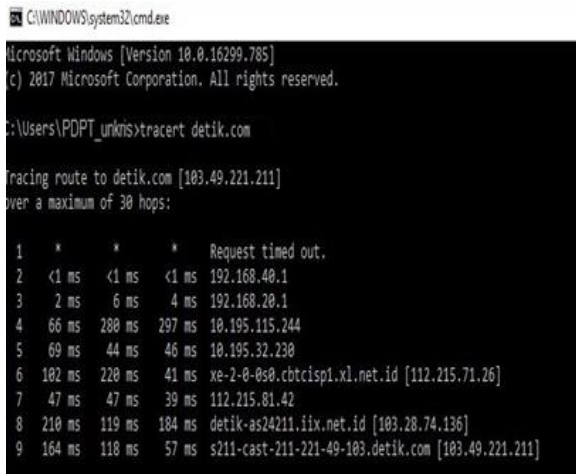 C:\WINDOWS\system32\cmd.exe
Microsoft Windows [Version 10.0.16299.785]
(c) 2017 Microsoft Corporation. All rights reserved.
C:\Users\PDPT_unkris>tracert detik.com
Tracing route to detik.com [103.49.221.211]
over a maximum of 30 hops:
1 * * * Request timed out.
2 <1 ms <1 ms <1 ms 192.168.40.1
3 2 ms 6 ms 4 ms 192.168.20.1
4 66 ms 280 ms 297 ms 10.195.115.244
5 69 ms 44 ms 46 ms 10.195.32.230
6 102 ms 220 ms 41 ms xe-2-0-0s0.cbtcisp1.xl.net.id [112.215.71.26]
7 47 ms 47 ms 39 ms 112.215.81.42
8 210 ms 119 ms 184 ms detik-as24211.iix.net.id [103.28.74.136]
9 164 ms 118 ms 57 ms s211-cast-211-221-49-103.detik.com [103.49.221.211]